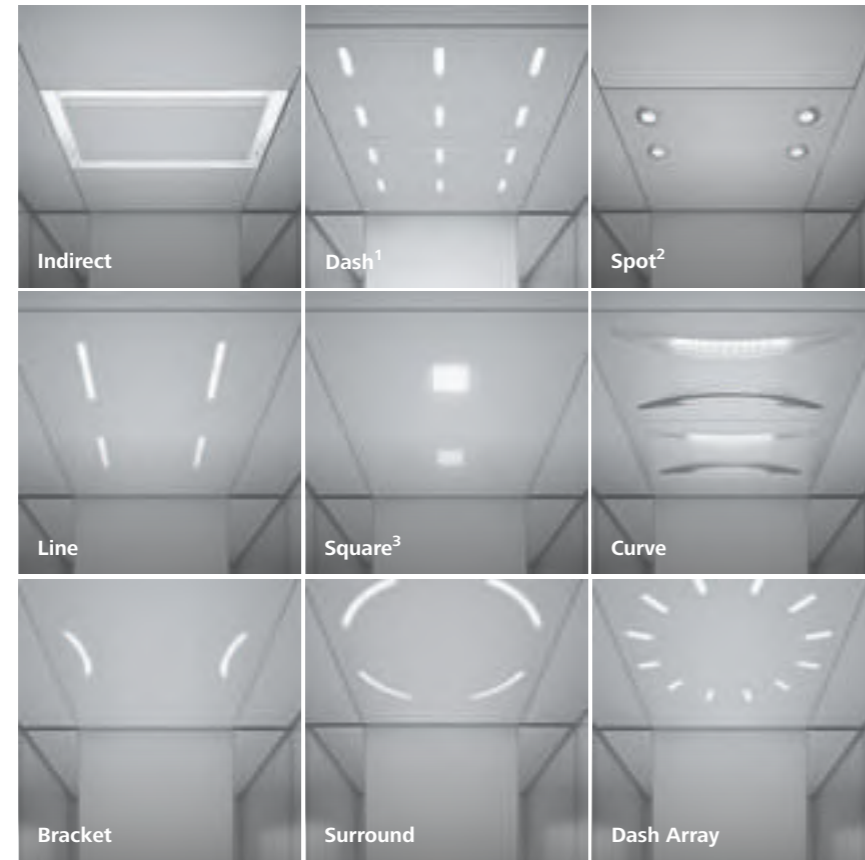 Indirect
Dash¹
Spot²
Line
Square³
Curve
Bracket
Surround
Dash Array